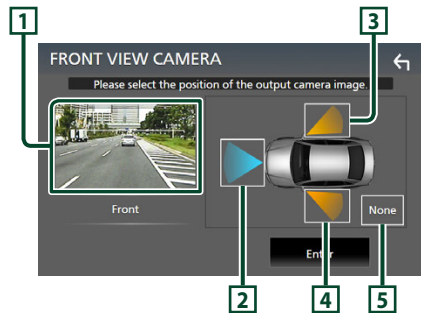 1
3
FRONT VIEW CAMERA
Please select the position of the output camera image.
Front
None
Enter
2
4
5